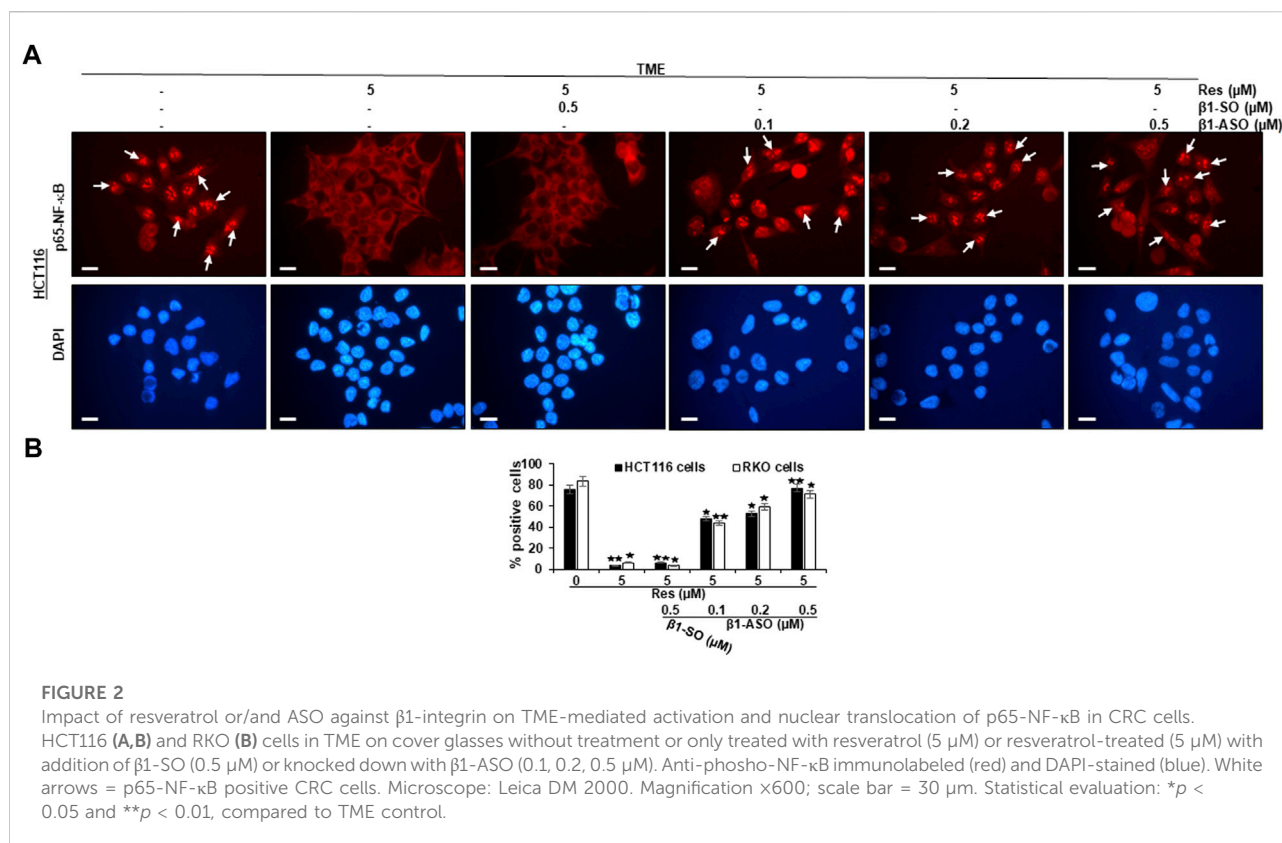 A
TME
- 5 5 5 5 5 Res (µM)
- - 0.5 - - - β1-SO (µM)
- - - 0.1 0.2 0.5 β1-ASO (µM)
HCT116
p65-NF-κB
DAPI
B
% positive cells
100
80
60
40
20
0
■HCT116 cells □RKO cells
★★ ★ ★★ ★ ★ ★★ ★ ★ ★★ ★
0 5 5 5 5 5
Res (µM)
0.5 0.1 0.2 0.5
β1-SO (µM) β1-ASO (µM)
FIGURE 2
Impact of resveratrol or/and ASO against β1-integrin on TME-mediated activation and nuclear translocation of p65-NF-κB in CRC cells.
HCT116 (A,B) and RKO (B) cells in TME on cover glasses without treatment or only treated with resveratrol (5 µM) or resveratrol-treated (5 µM) with
addition of β1-SO (0.5 µM) or knocked down with β1-ASO (0.1, 0.2, 0.5 µM). Anti-phosho-NF-κB immunolabeled (red) and DAPI-stained (blue). White
arrows = p65-NF-κB positive CRC cells. Microscope: Leica DM 2000. Magnification ×600; scale bar = 30 µm. Statistical evaluation: *p <
0.05 and **p < 0.01, compared to TME control.